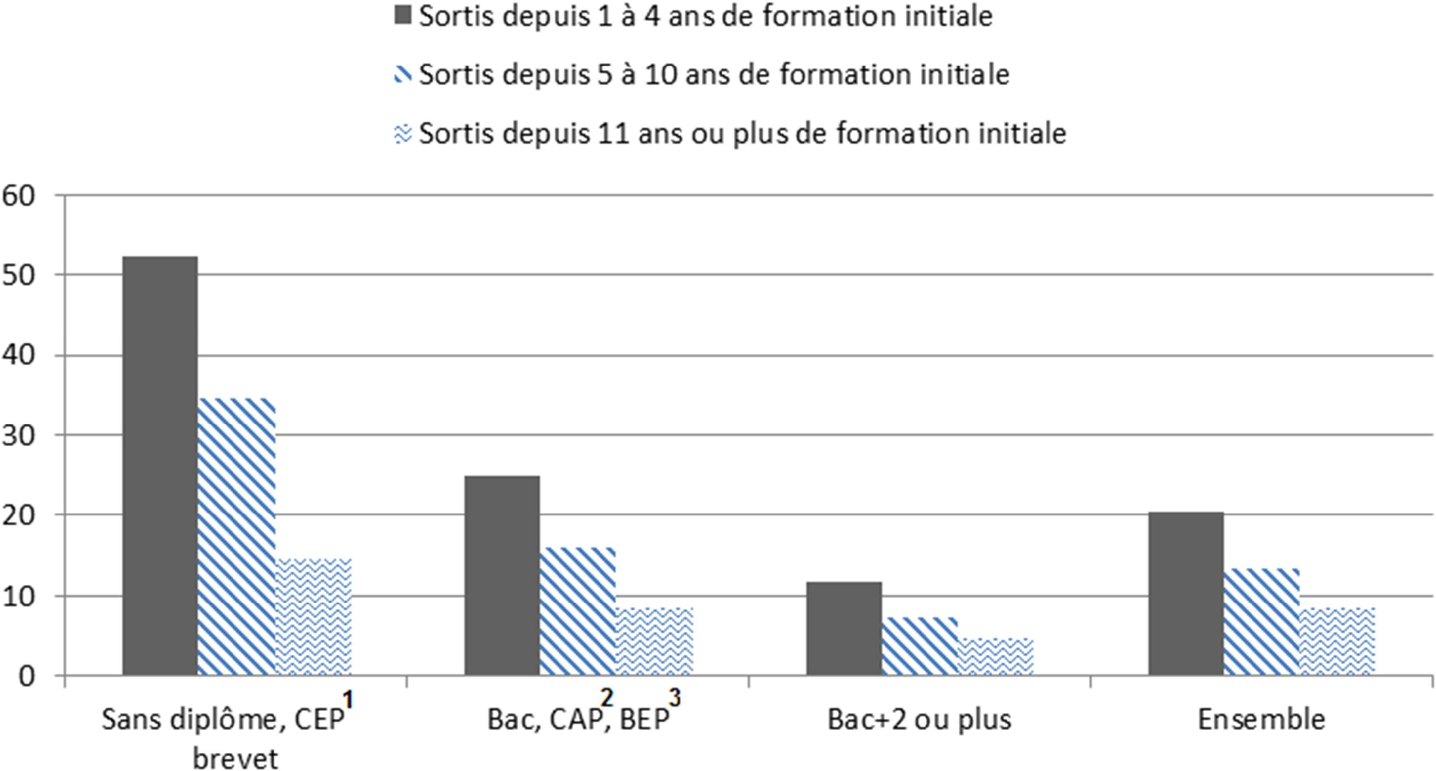 Sortis depuis 1 à 4 ans de formation initiale
Sortis depuis 5 à 10 ans de formation initiale
Sortis depuis 11 ans ou plus de formation initiale
60
50
40
30
20
10
0
Sans diplôme, CEP¹
brevet
Bac, CAP², BEP³
Bac+2 ou plus
Ensemble